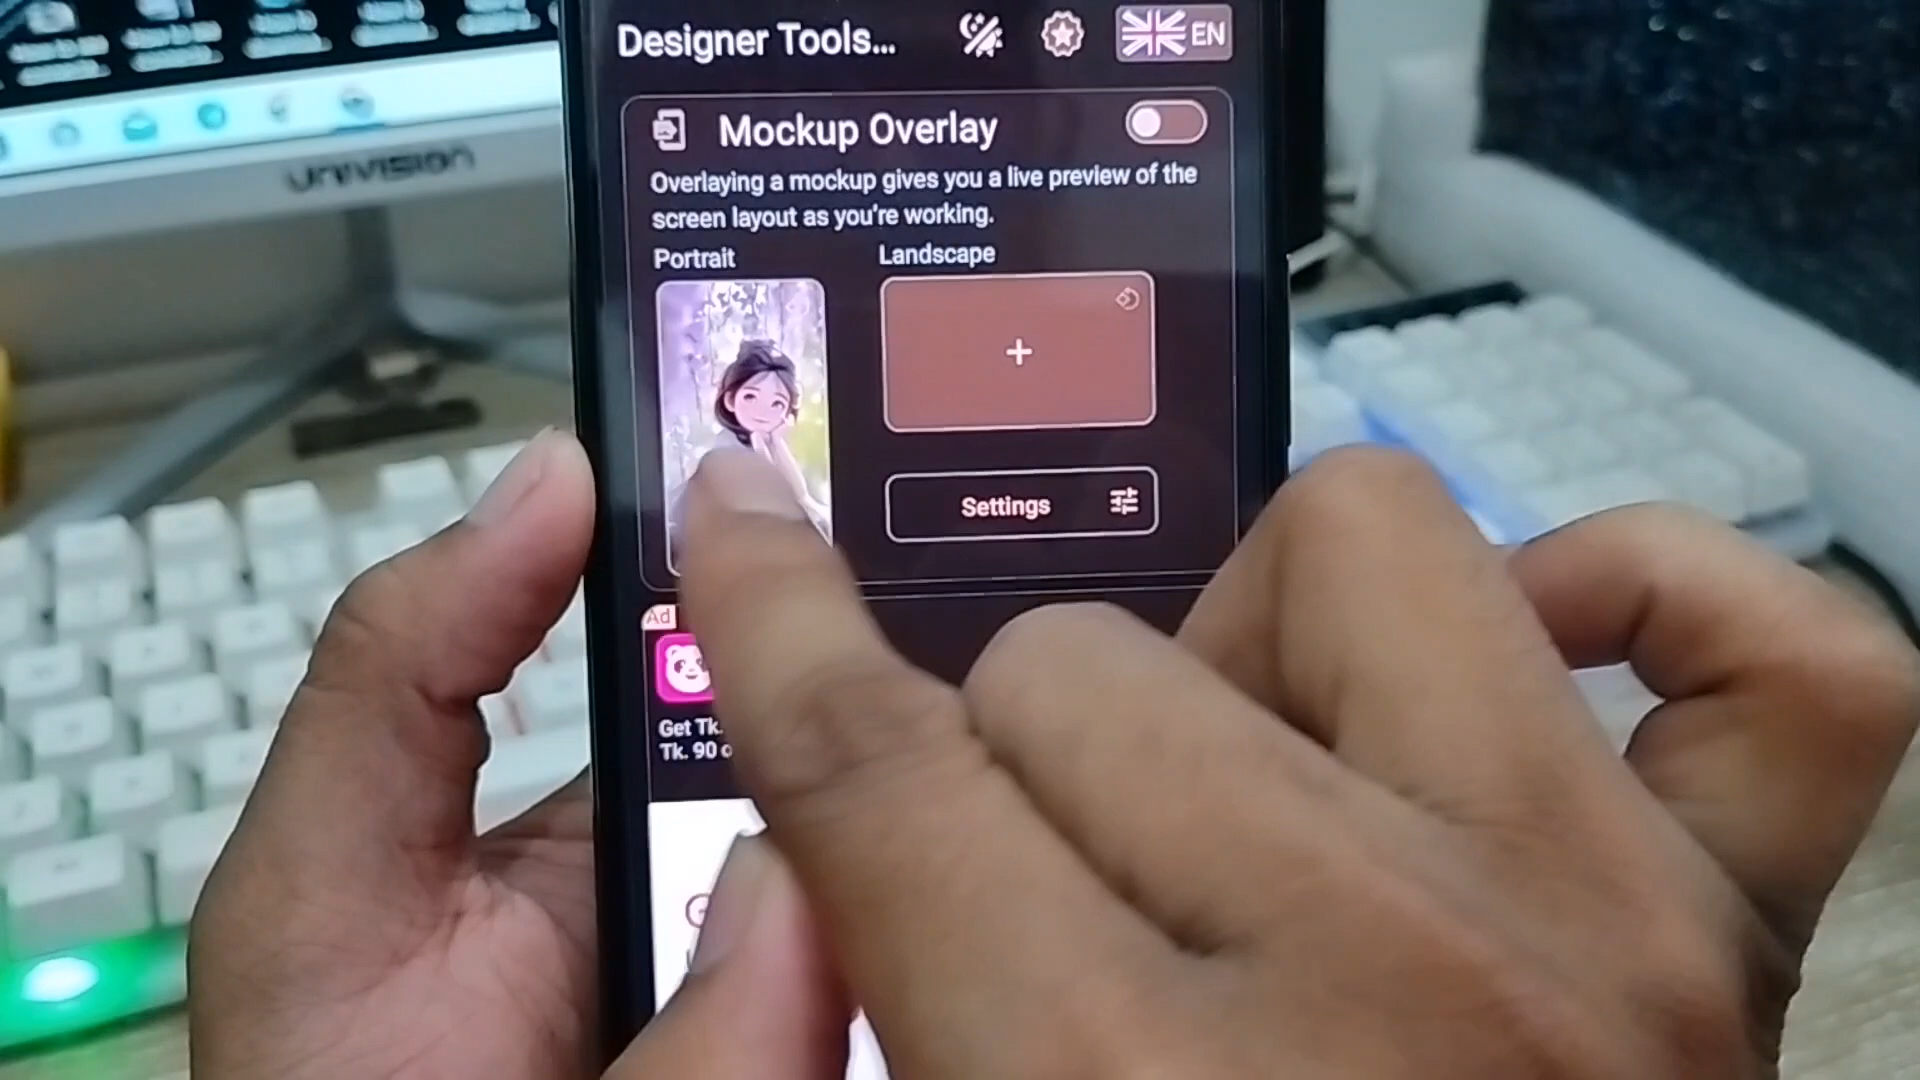 Designer Tools...
EN
Mockup Overlay
Overlaying a mockup gives you a live preview of the
screen layout as you're working.
Portrait
Landscape
Settings
Ad
Get Tk.
Tk. 90
UNIVISION